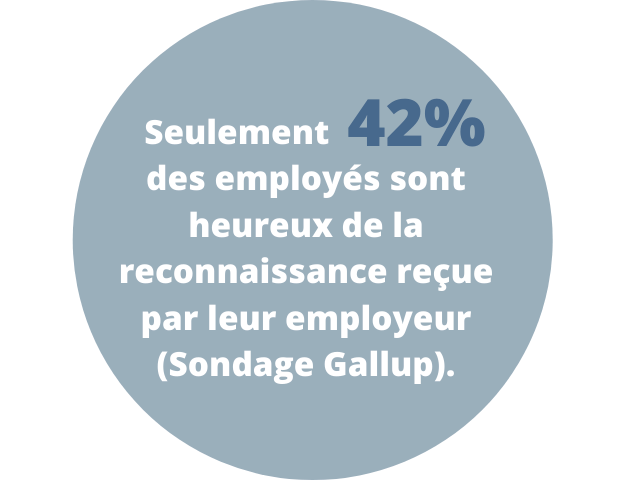 Seulement 42%
des employés sont
heureux de la
reconnaissance reçue
par leur employeur
(Sondage Gallup).